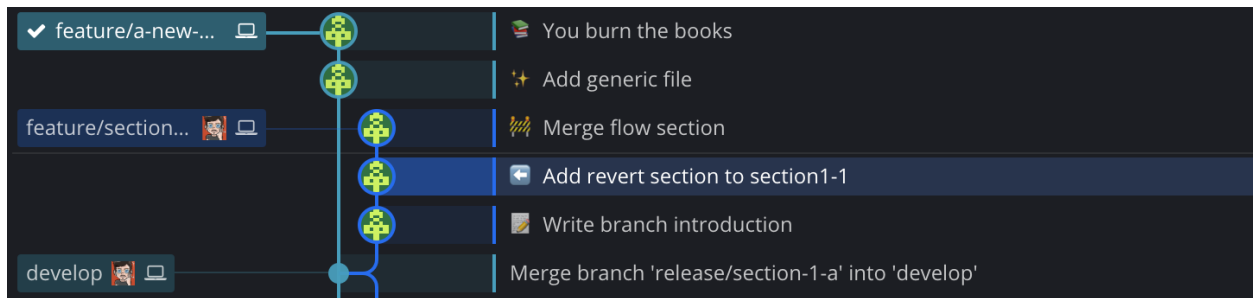 feature/a-new-... You burn the books
Add generic file
feature/section... Merge flow section
Add revert section to section1-1
Write branch introduction
develop Merge branch 'release/section-1-a' into 'develop'